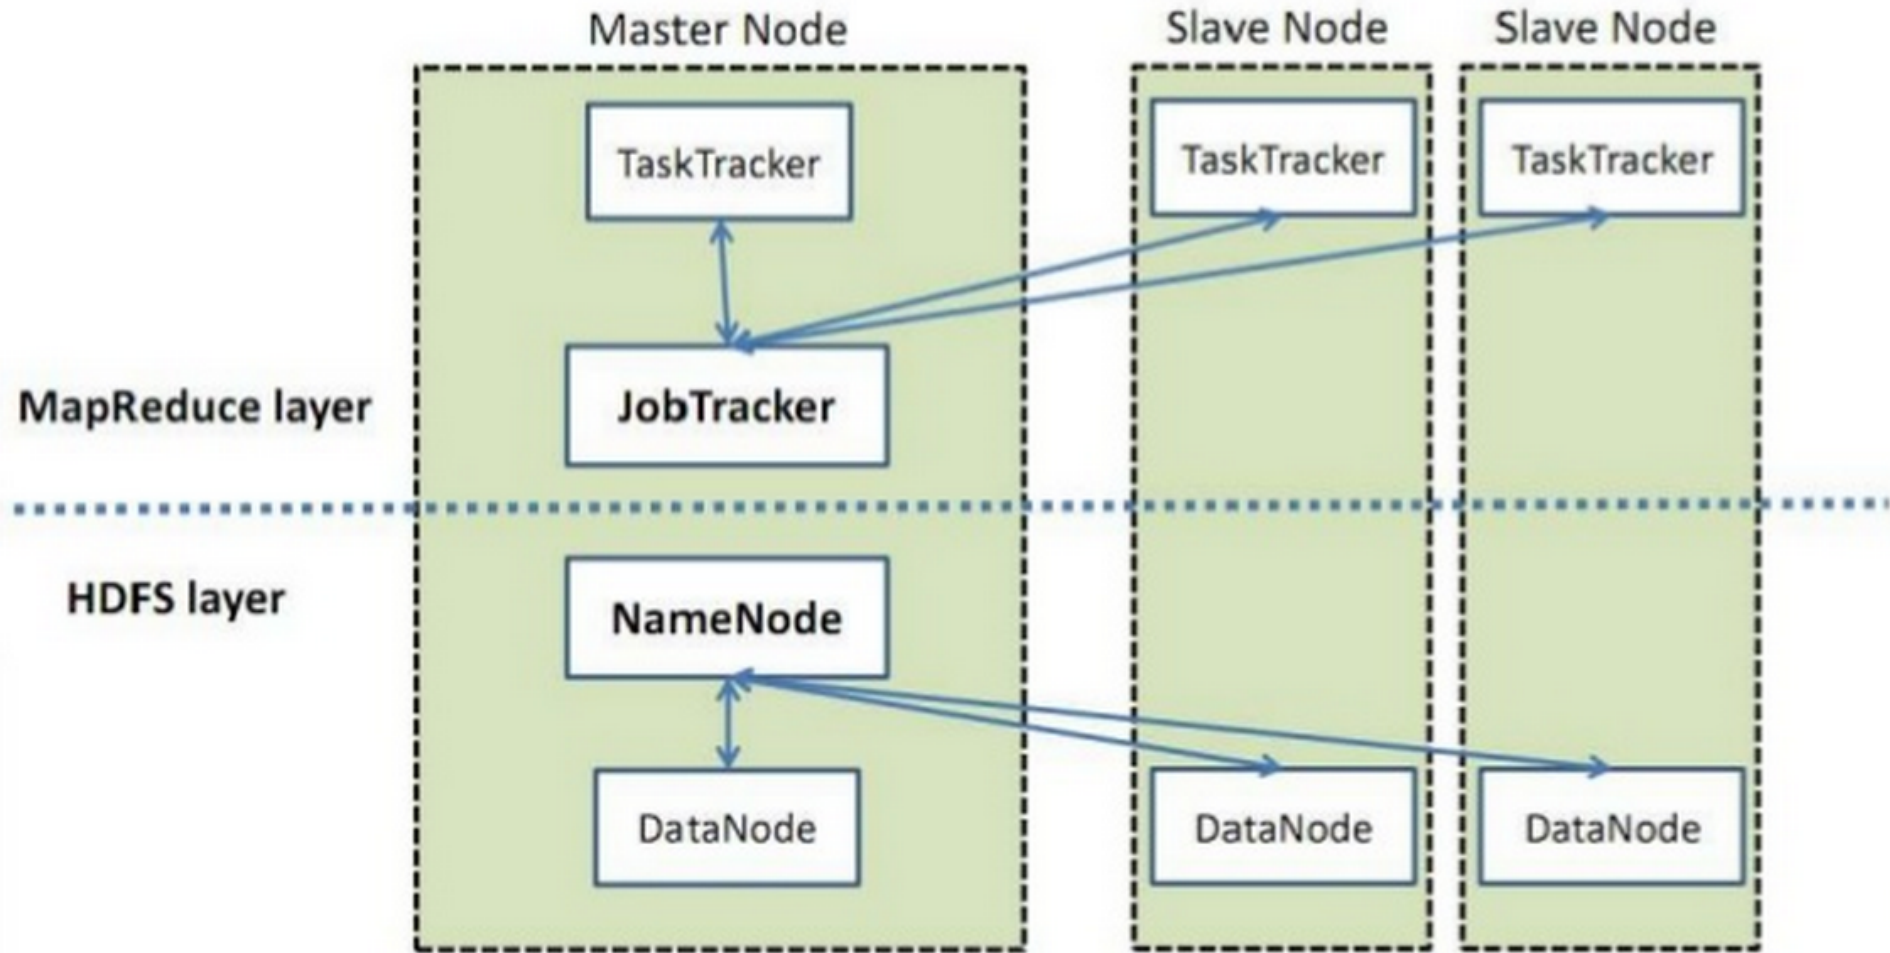 Master Node
Slave Node
Slave Node
TaskTracker
TaskTracker
TaskTracker
MapReduce layer
JobTracker
HDFS layer
NameNode
DataNode
DataNode
DataNode